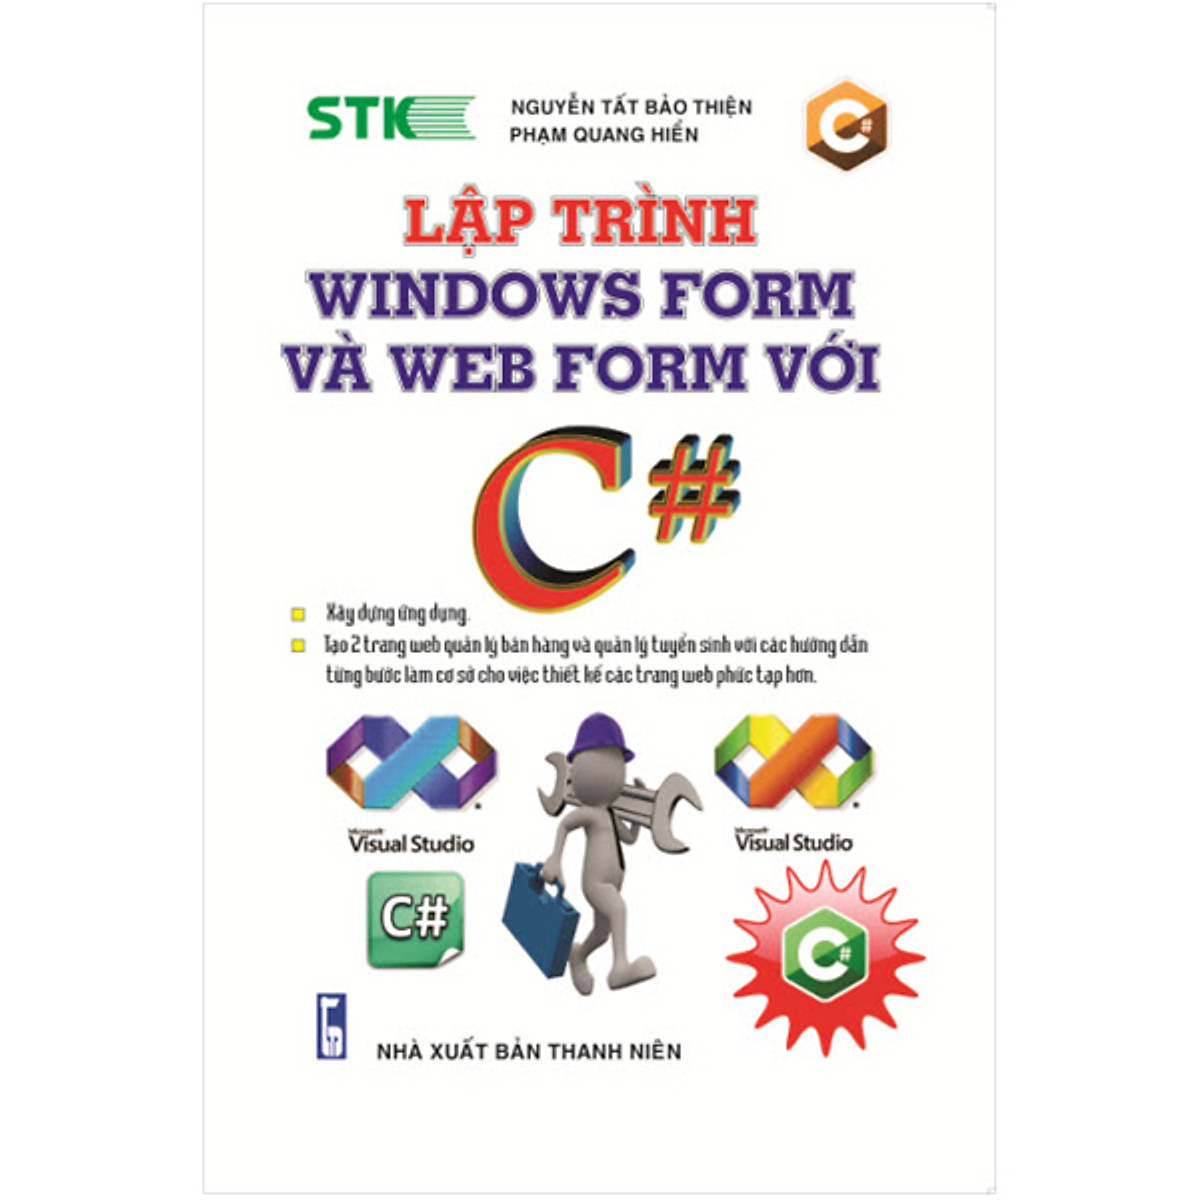 STK
NGUYỄN TẤT BẢO THIỆN
PHẠM QUANG HIỂN
C#
LẬP TRÌNH
WINDOWS FORM
VÀ WEB FORM VỚI
C#
Xây dựng ứng dụng.
Tạo 2 trang web quản lý bán hàng và quản lý tuyển sinh với các hướng dẫn
từng bước làm cơ sở cho việc thiết kế các trang web phức tạp hơn.
Microsoft
Visual Studio
Microsoft
Visual Studio
C#
C#
NHÀ XUẤT BẢN THANH NIÊN